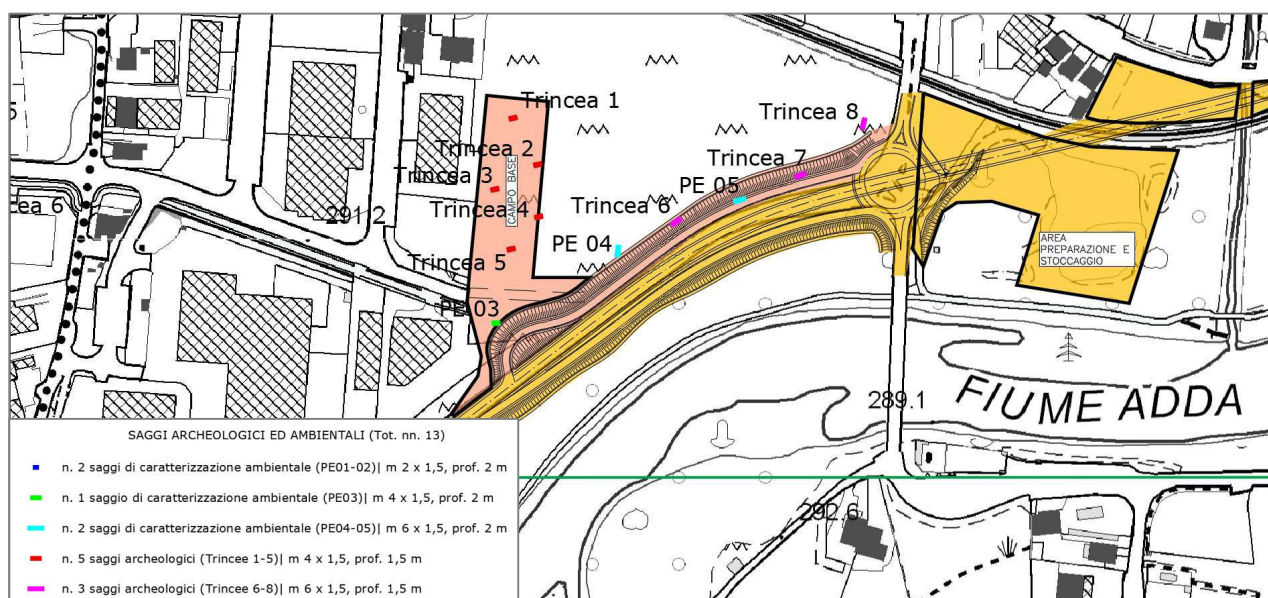 Trincea 1
Trincea 8
Trincea 2
CAMPO BASE
Trincea 7
Trincea 3
PE 05
cea 6
291.2
Trincea 4
Trincea 6
PE 04
AREA
PREPARAZIONE E
STOCCAGGIO
Trincea 5
PE 03
289.1
FIUME ADDA
292.6
SAGGI ARCHEOLOGICI ED AMBIENTALI (Tot. nn. 13)
n. 2 saggi di caratterizzazione ambientale (PE01-02)| m 2 x 1,5, prof. 2 m
n. 1 saggio di caratterizzazione ambientale (PE03)| m 4 x 1,5, prof. 2 m
n. 2 saggi di caratterizzazione ambientale (PE04-05)| m 6 x 1,5, prof. 2 m
n. 5 saggi archeologici (Trincee 1-5)| m 4 x 1,5, prof. 1,5 m
n. 3 saggi archeologici (Trincee 6-8)| m 6 x 1,5, prof. 1,5 m